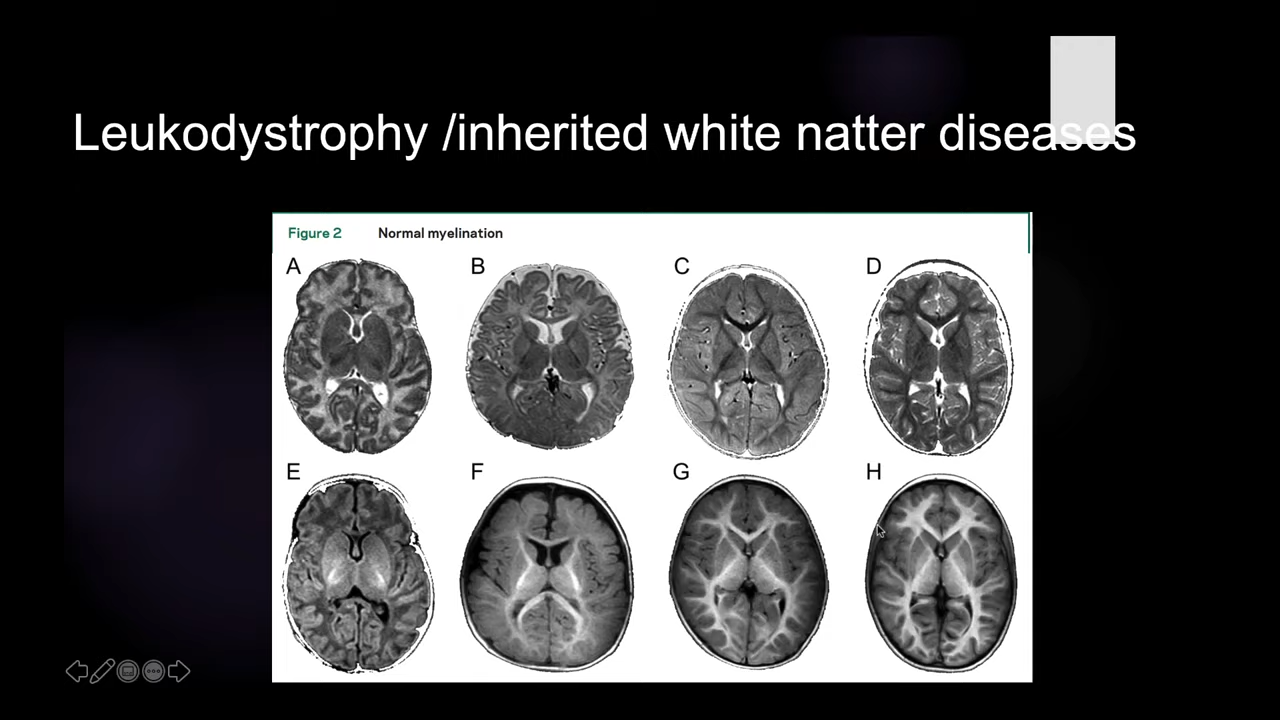 Leukodystrophy /inherited white natter diseases
Figure 2 Normal myelination
A B C D
E F G H